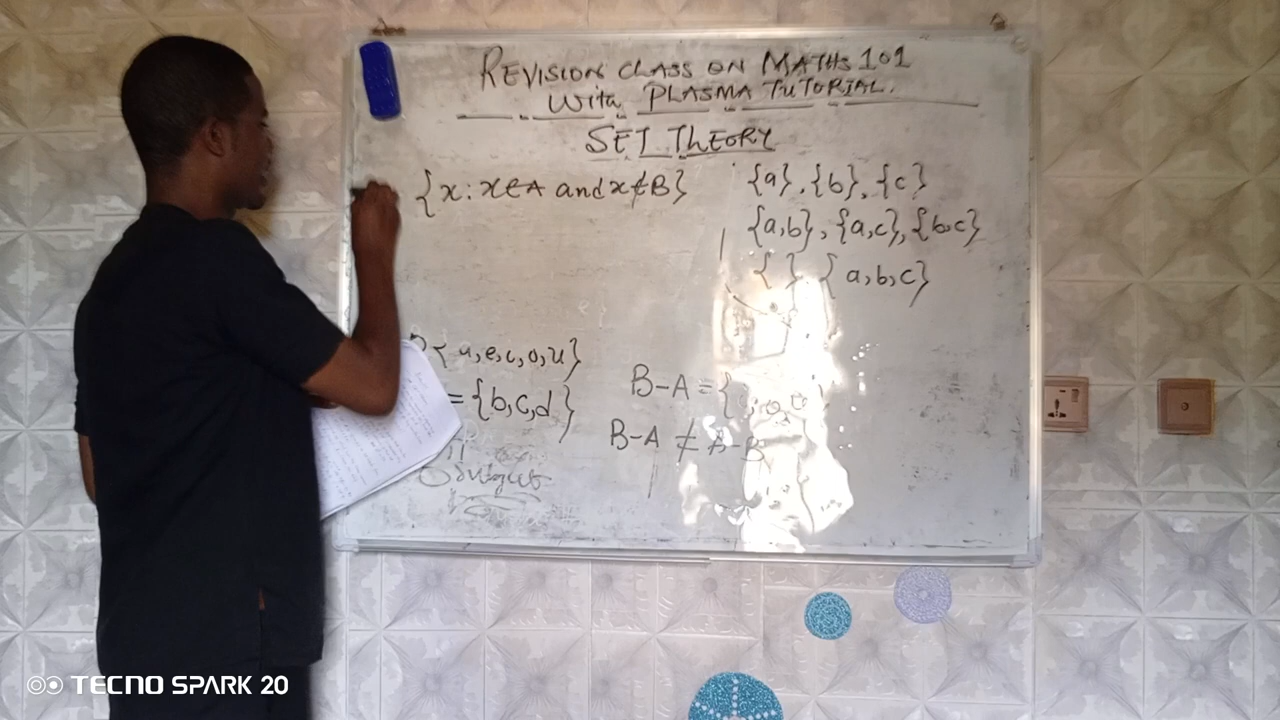 REVISION CLASS ON MATHS 101
With PLASMA TUTORIAL.
SET THEORY
{x: x∈A and x∉B}
{a}, {b}, {c}
{a,b}, {a,c}, {b,c}
{ } { a,b,c}
{ a,e,i,o,u}
= {b,c,d}
B-A = {
B-A ≠ A-B
TECNO SPARK 20